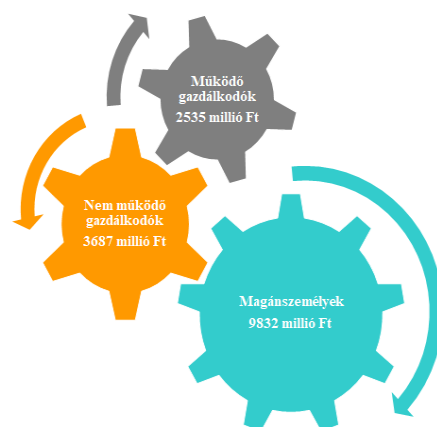 Működő
gazdálkodók
2535 millió Ft
Nem működő
gazdálkodók
3687 millió Ft
Magánszemélyek
9832 millió Ft